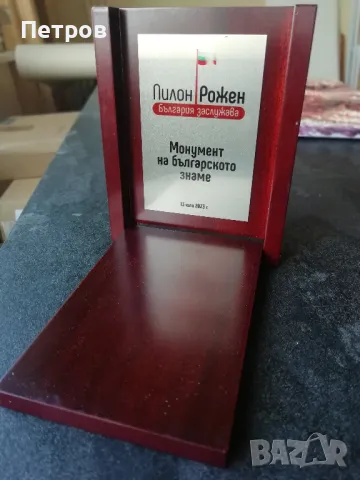 Петров
Пилон Рожен
България заслужава
Монумент
на българското
знаме
BAZAR